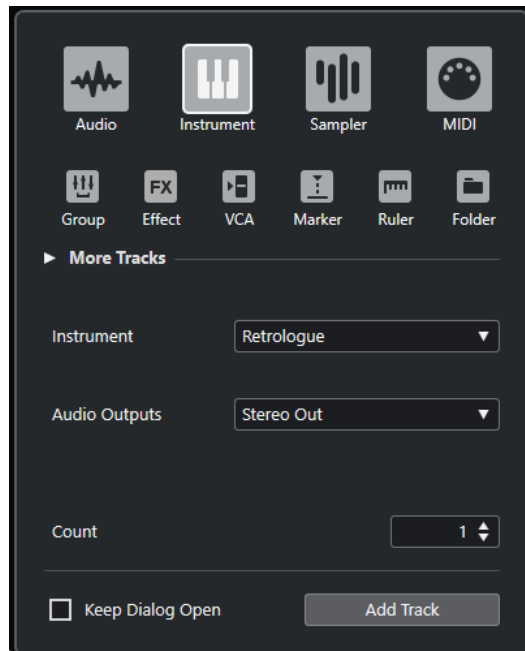 Audio Instrument Sampler MIDI
FX
Group Effect VCA Marker Ruler Folder
More Tracks
Instrument Retrologue
Audio Outputs Stereo Out
Count 1
Keep Dialog Open Add Track